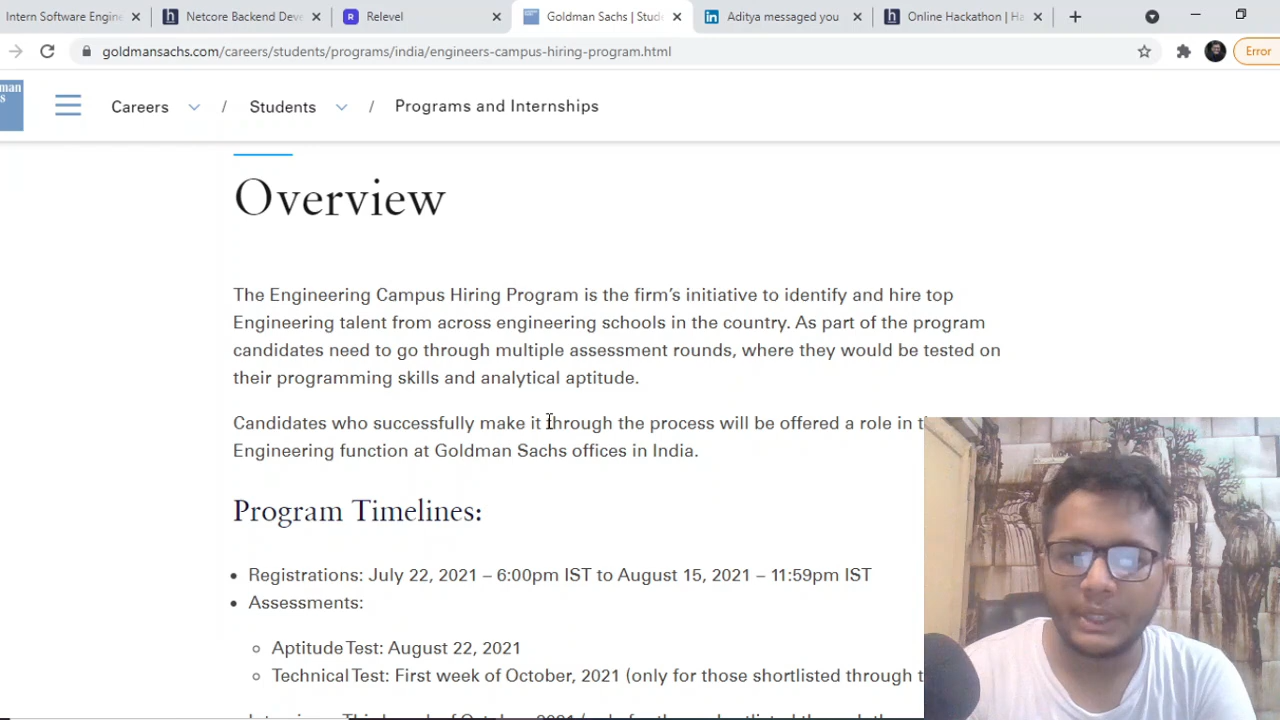 Intern Software Engine
Netcore Backend Deve
Relevel
Goldman Sachs | Stude
Aditya messaged you
Online Hackathon | Ha
goldmansachs.com/careers/students/programs/india/engineers-campus-hiring-program.html
Error
man
s
Careers / Students / Programs and Internships
Overview
The Engineering Campus Hiring Program is the firm's initiative to identify and hire top
Engineering talent from across engineering schools in the country. As part of the program
candidates need to go through multiple assessment rounds, where they would be tested on
their programming skills and analytical aptitude.
Candidates who successfully make it through the process will be offered a role in
Engineering function at Goldman Sachs offices in India.
Program Timelines:
• Registrations: July 22, 2021 – 6:00pm IST to August 15, 2021 – 11:59pm IST
• Assessments:
Aptitude Test: August 22, 2021
Technical Test: First week of October, 2021 (only for those shortlisted through